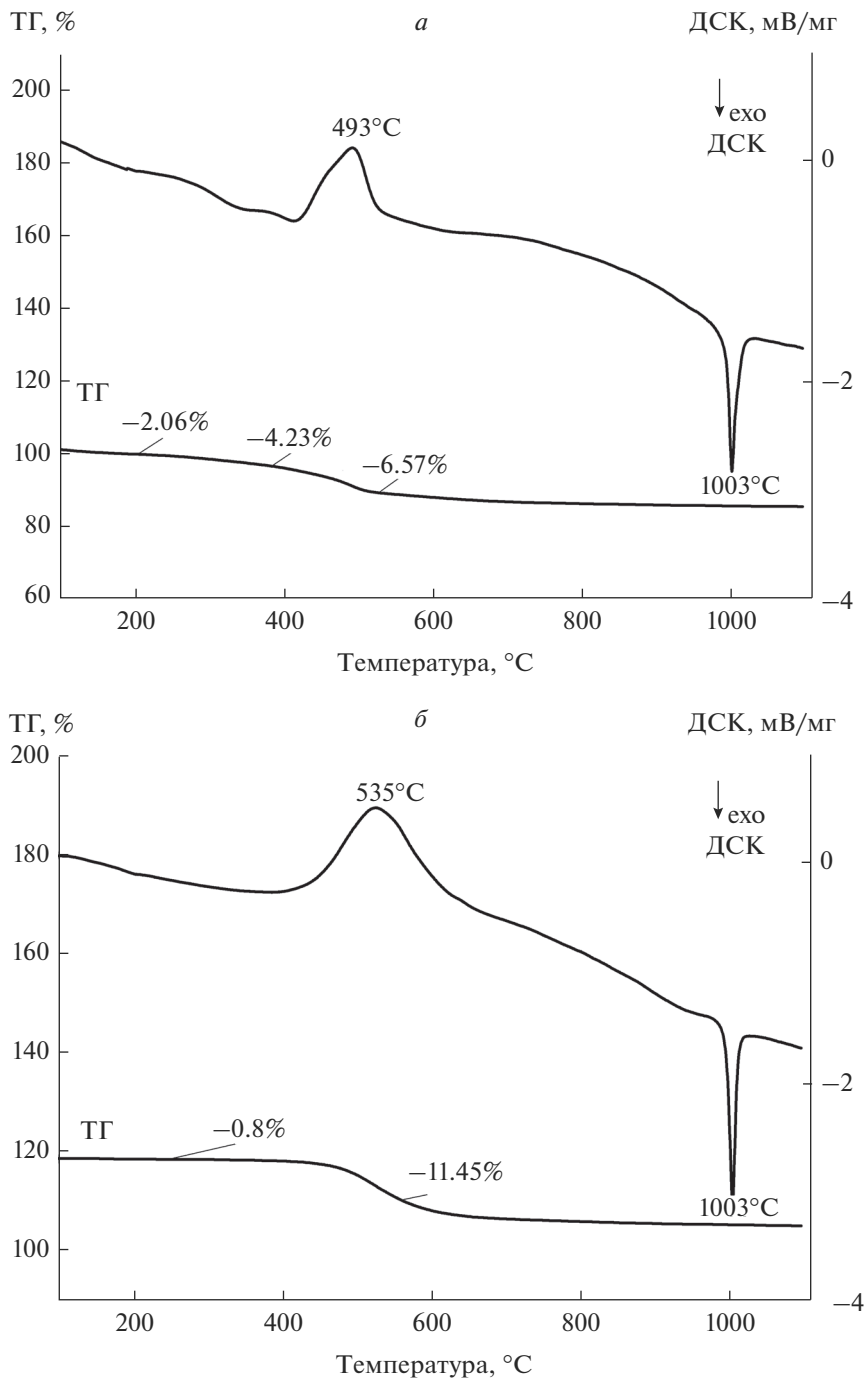 ТГ, %
а
ДСК, мВ/мг
200
180
160
140
120
100
80
60
493°C
exo
ДСК
0
−2
−4
ТГ
−2.06%
−4.23%
−6.57%
1003°C
200
400
600
800
1000
Температура, °C
ТГ, %
б
ДСК, мВ/мг
200
180
160
140
120
100
535°C
exo
ДСК
0
−2
−4
ТГ
−0.8%
−11.45%
1003°C
200
400
600
800
1000
Температура, °C